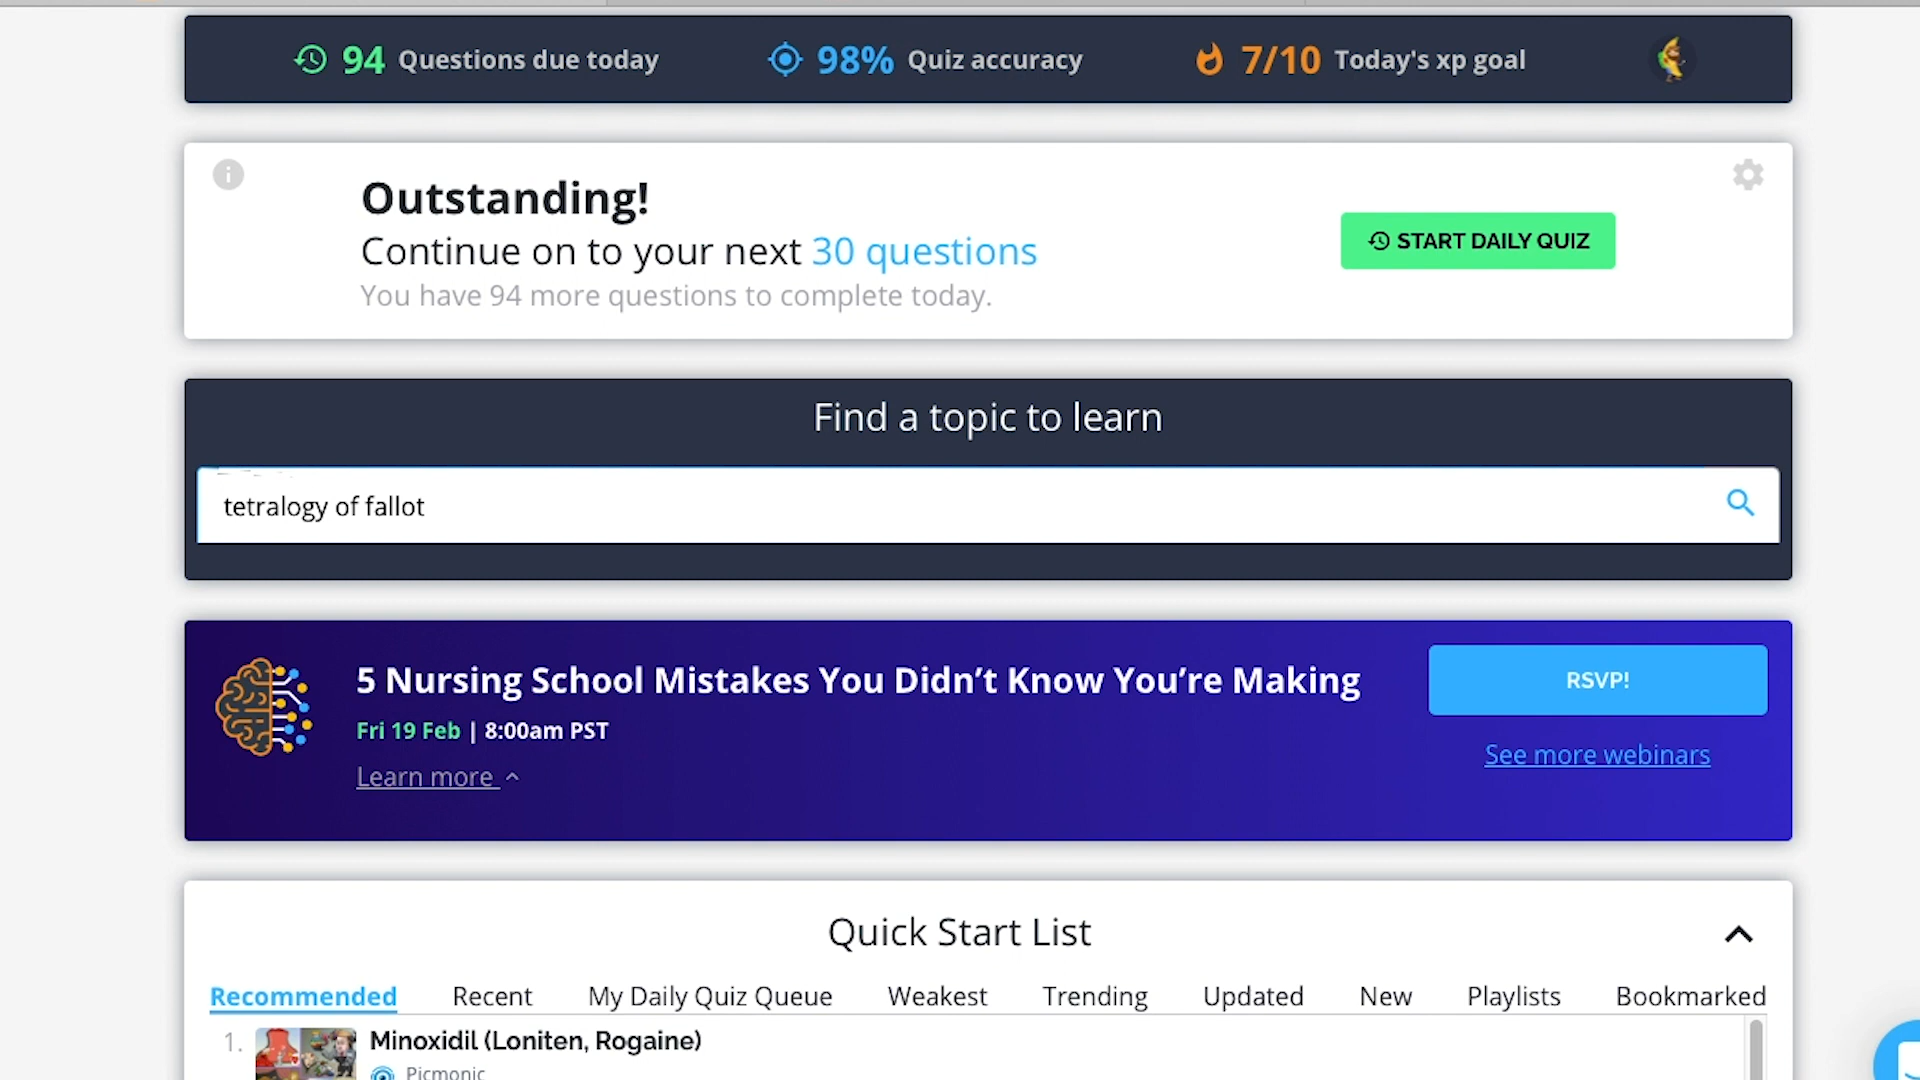 94 Questions due today 98% Quiz accuracy 7/10 Today's xp goal
Outstanding!
Continue on to your next 30 questions
You have 94 more questions to complete today.
START DAILY QUIZ
Find a topic to learn
tetralogy of fallot
5 Nursing School Mistakes You Didn’t Know You’re Making
Fri 19 Feb | 8:00am PST
Learn more
RSVP!
See more webinars
Quick Start List
Recommended Recent My Daily Quiz Queue Weakest Trending Updated New Playlists Bookmarked
1. Minoxidil (Loniten, Rogaine)
Picmonic